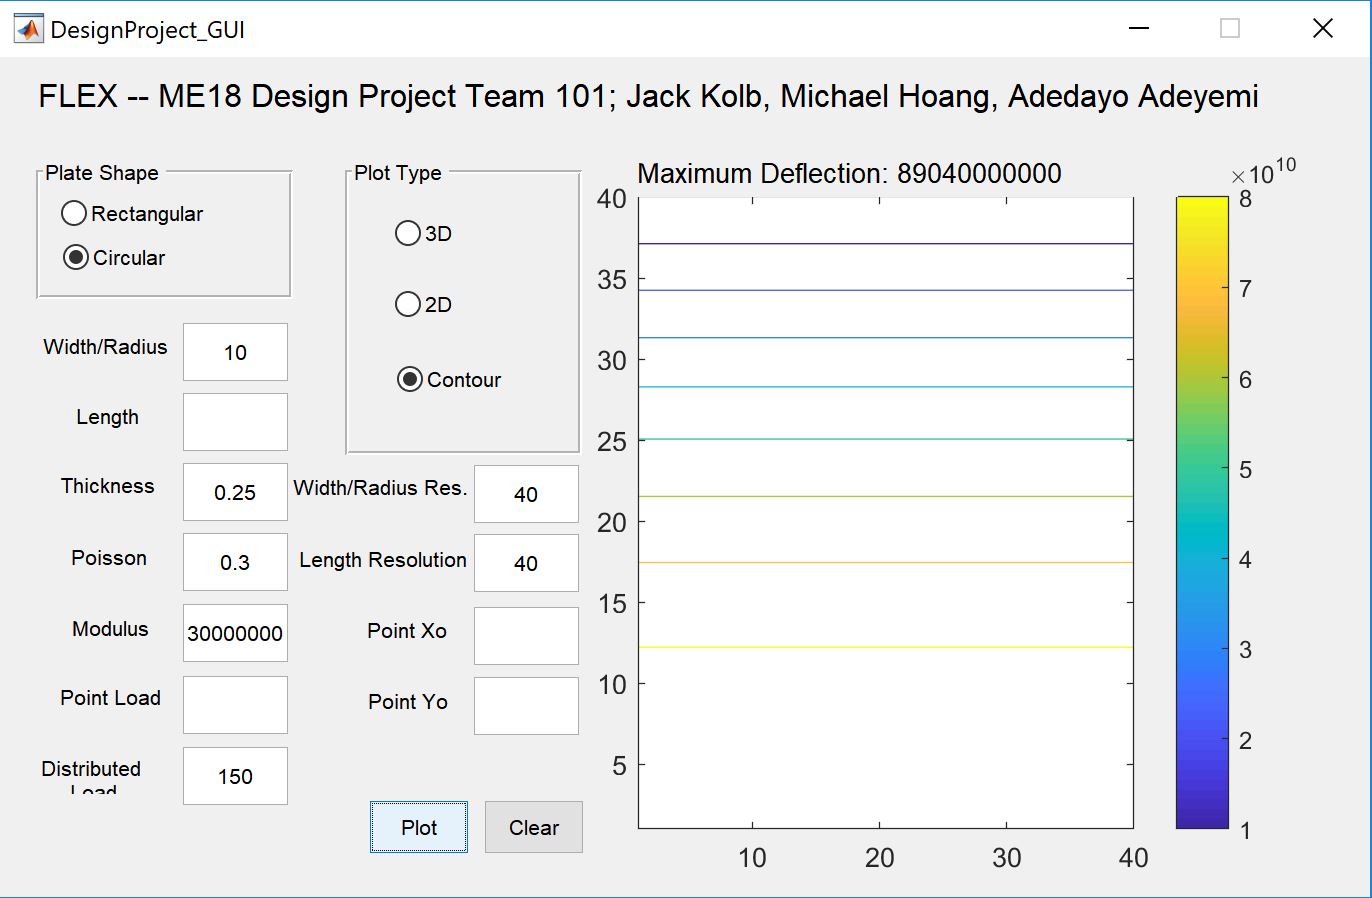 DesignProject_GUI
FLEX -- ME18 Design Project Team 101; Jack Kolb, Michael Hoang, Adedayo Adeyemi
Plate Shape
Rectangular
Circular
Width/Radius
10
Length
Thickness
0.25
Poisson
0.3
Modulus
30000000
Point Load
Distributed
Load
150
Plot Type
3D
2D
Contour
Width/Radius Res.
40
Length Resolution
40
Point Xo
Point Yo
Plot
Clear
Maximum Deflection: 89040000000
40
35
30
25
20
15
10
5
10
20
30
40
×10^10
8
7
6
5
4
3
2
1